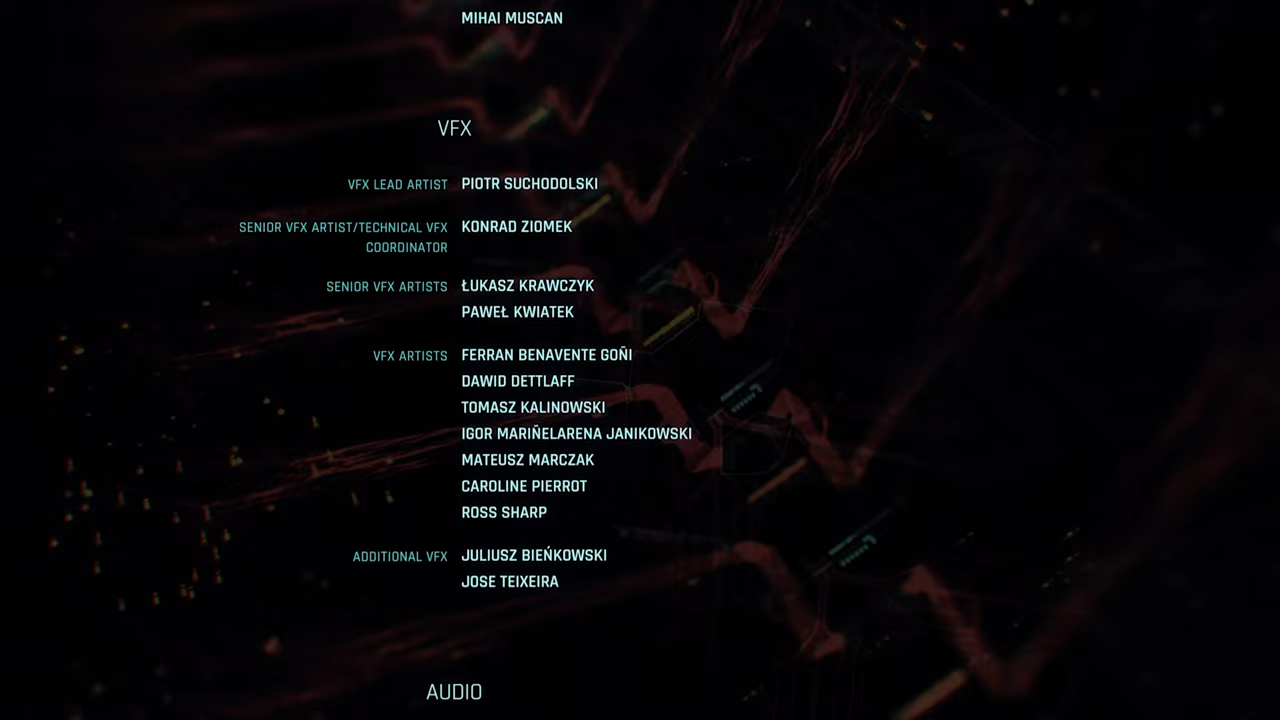 MIHAI MUSCAN
VFX
VFX LEAD ARTIST PIOTR SUCHODOLSKI
SENIOR VFX ARTIST/TECHNICAL VFX KONRAD ZIOMEK
COORDINATOR
SENIOR VFX ARTISTS ŁUKASZ KRAWCZYK
PAWEŁ KWIATEK
VFX ARTISTS FERRAN BENAVENTE GOÑI
DAWID DETTLAFF
TOMASZ KALINOWSKI
IGOR MARIÑELARENA JANIKOWSKI
MATEUSZ MARCZAK
CAROLINE PIERROT
ROSS SHARP
ADDITIONAL VFX JULIUSZ BIEŃKOWSKI
JOSE TEIXEIRA
AUDIO